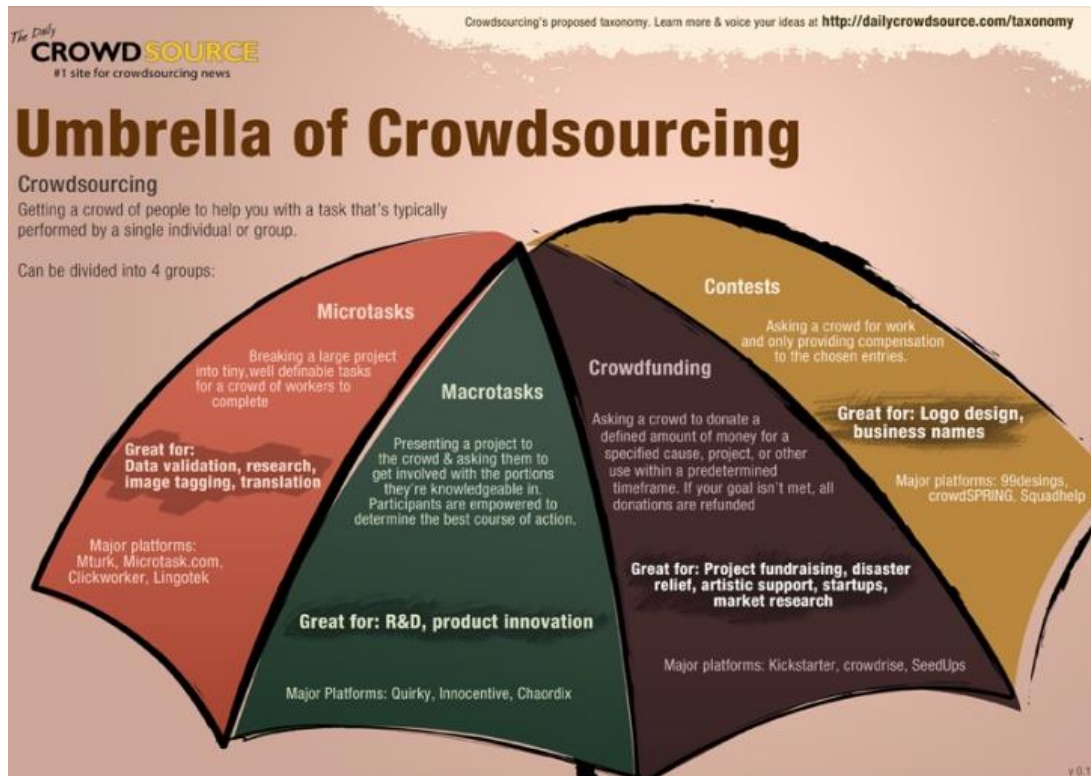 The Daily
CROWDSOURCE
#1 site for crowdsourcing news
Crowdsourcing's proposed taxonomy. Learn more & voice your ideas at http://dailycrowdsource.com/taxonomy
Umbrella of Crowdsourcing
Crowdsourcing
Getting a crowd of people to help you with a task that's typically
performed by a single individual or group.
Can be divided into 4 groups:
Microtasks
Breaking a large project
into tiny,well definable tasks
for a crowd of workers to
complete
Great for:
Data validation, research,
image tagging, translation
Major platforms:
Mturk, Microtask.com,
Clickworker, Lingotek
Macrotasks
Presenting a project to
the crowd & asking them to
get involved with the portions
they're knowledgeable in.
Participants are empowered to
determine the best course of action.
Great for: R&D, product innovation
Major Platforms: Quirky, Innocentive, Chaordix
Crowdfunding
Asking a crowd to donate a
defined amount of money for a
specified cause, project, or other
use within a predetermined
timeframe. If your goal isn't met, all
donations are refunded
Great for: Project fundraising, disaster
relief, artistic support, startups,
market research
Major platforms: Kickstarter, crowdrise, SeedUps
Contests
Asking a crowd for work
and only providing compensation
to the chosen entries.
Great for: Logo design,
business names
Major platforms: 99desings,
crowdSPRING, Squadhelp